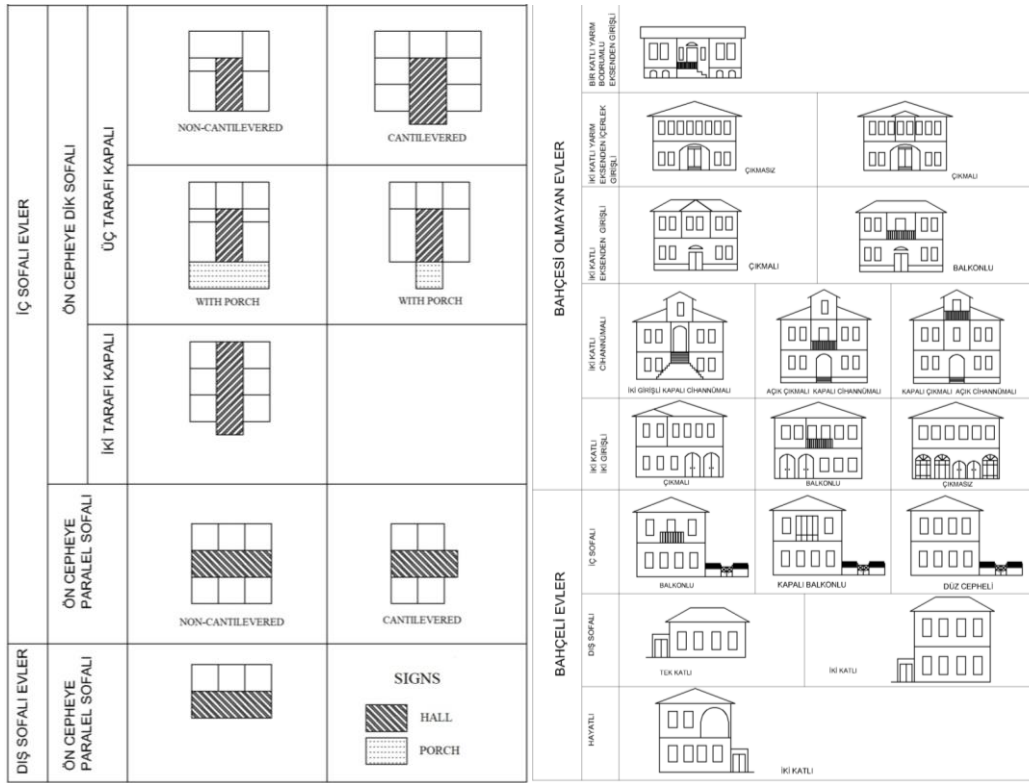 İÇ SOFALI EVLER
ÖN CEPHEYE DİK SOFALI
ÜÇ TARAFI KAPALI
NON-CANTILEVERED
CANTILEVERED
WITH PORCH
WITH PORCH
İKİ TARAFI KAPALI
ÖN CEPHEYE
PARALEL SOFALI
NON-CANTILEVERED
CANTILEVERED
DIŞ SOFALI EVLER
ÖN CEPHEYE
PARALEL SOFALI
SIGNS
HALL
PORCH
BAHÇESİ OLMAYAN EVLER
BİR KATLI YARIM
BODRUMLU
EKSENDEN GİRİŞLİ
İKİ KATLI YARIM
EKSENDEN İÇERLEK
GİRİŞLİ
ÇIKMASIZ
ÇIKMALI
İKİ KATLI
EKSENDEN GİRİŞLİ
ÇIKMALI
BALKONLU
İKİ KATLI
CİHANNÜMALI
İKİ GİRİŞLİ KAPALI CİHANNÜMALI
AÇIK ÇIKMALI KAPALI CİHANNÜMALI
KAPALI ÇIKMALI AÇIK CİHANNÜMALI
İKİ KATLI
İKİ GİRİŞLİ
ÇIKMALI
BALKONLU
ÇIKMASIZ
BAHÇELİ EVLER
İÇ SOFALI
BALKONLU
KAPALI BALKONLU
DÜZ CEPHELİ
DIŞ SOFALI
TEK KATLI
İKİ KATLI
HAYATLI
İKİ KATLI